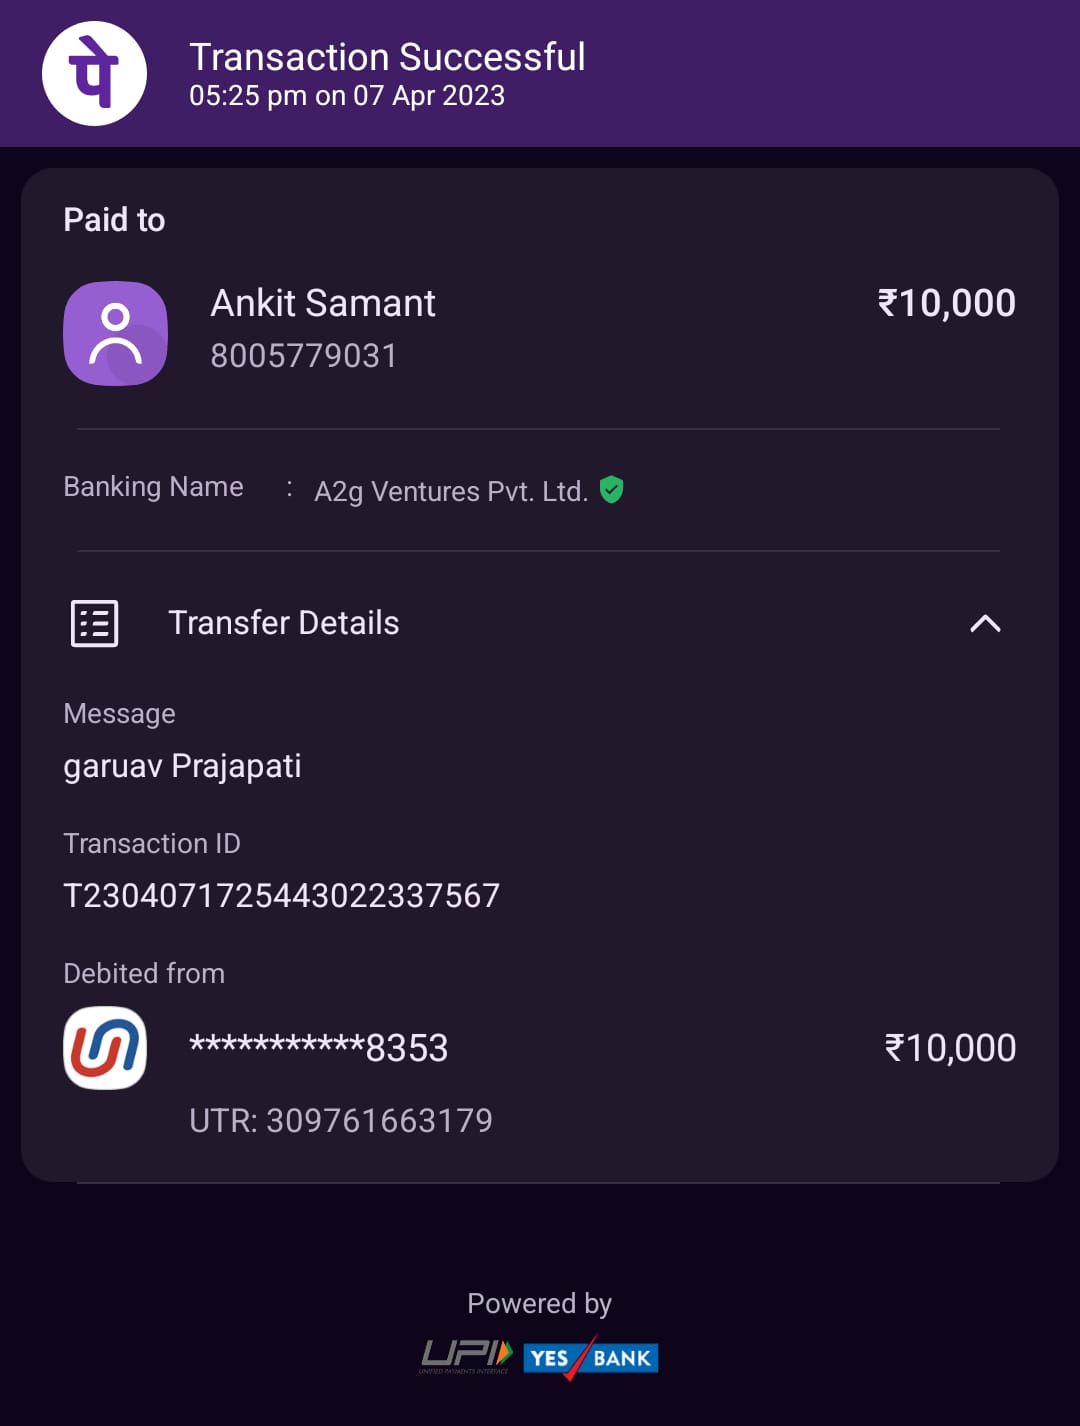 पे
Transaction Successful
05:25 pm on 07 Apr 2023
Paid to
Ankit Samant
₹10,000
8005779031
Banking Name : A2g Ventures Pvt. Ltd.
Transfer Details
Message
garuav Prajapati
Transaction ID
T2304071725443022337567
Debited from
***********8353
₹10,000
UTR: 309761663179
Powered by
UPI YES BANK
UNIFIED PAYMENTS INTERFACE